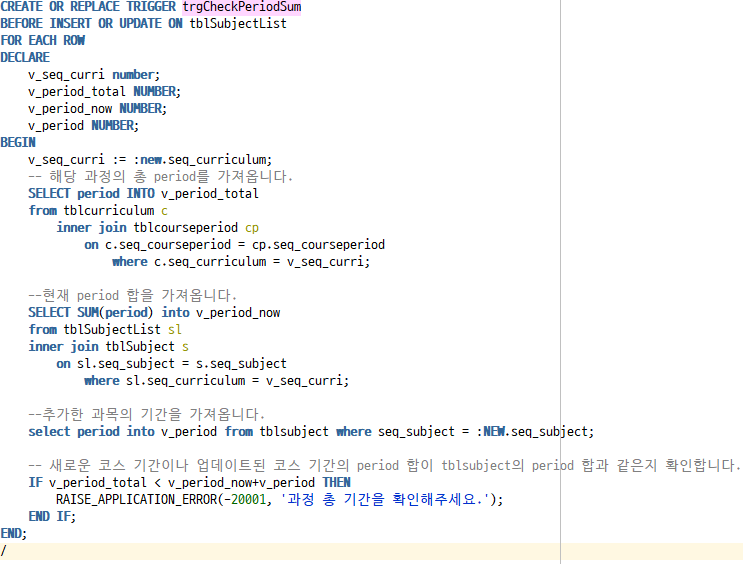 CREATE OR REPLACE TRIGGER trgCheckPeriodSum
BEFORE INSERT OR UPDATE ON tblSubjectList
FOR EACH ROW
DECLARE
    v_seq_curri number;
    v_period_total NUMBER;
    v_period_now NUMBER;
    v_period NUMBER;
BEGIN
    v_seq_curri := :new.seq_curriculum;
    -- 해당 과정의 총 period를 가져옵니다.
    SELECT period INTO v_period_total
    from tblcurriculum c
        inner join tblcourseperiod cp
            on c.seq_courseperiod = cp.seq_courseperiod
                where c.seq_curriculum = v_seq_curri;
    --현재 period 합을 가져옵니다.
    SELECT SUM(period) into v_period_now
    from tblSubjectList sl
    inner join tblSubject s
        on sl.seq_subject = s.seq_subject
            where sl.seq_curriculum = v_seq_curri;
    --추가한 과목의 기간을 가져옵니다.
    select period into v_period from tblsubject where seq_subject = :NEW.seq_subject;
    -- 새로운 코스 기간이나 업데이트된 코스 기간의 period 합이 tblsubject의 period 합과 같은지 확인합니다.
    IF v_period_total < v_period_now+v_period THEN
        RAISE_APPLICATION_ERROR(-20001, '과정 총 기간을 확인해주세요.');
    END IF;
END;
/